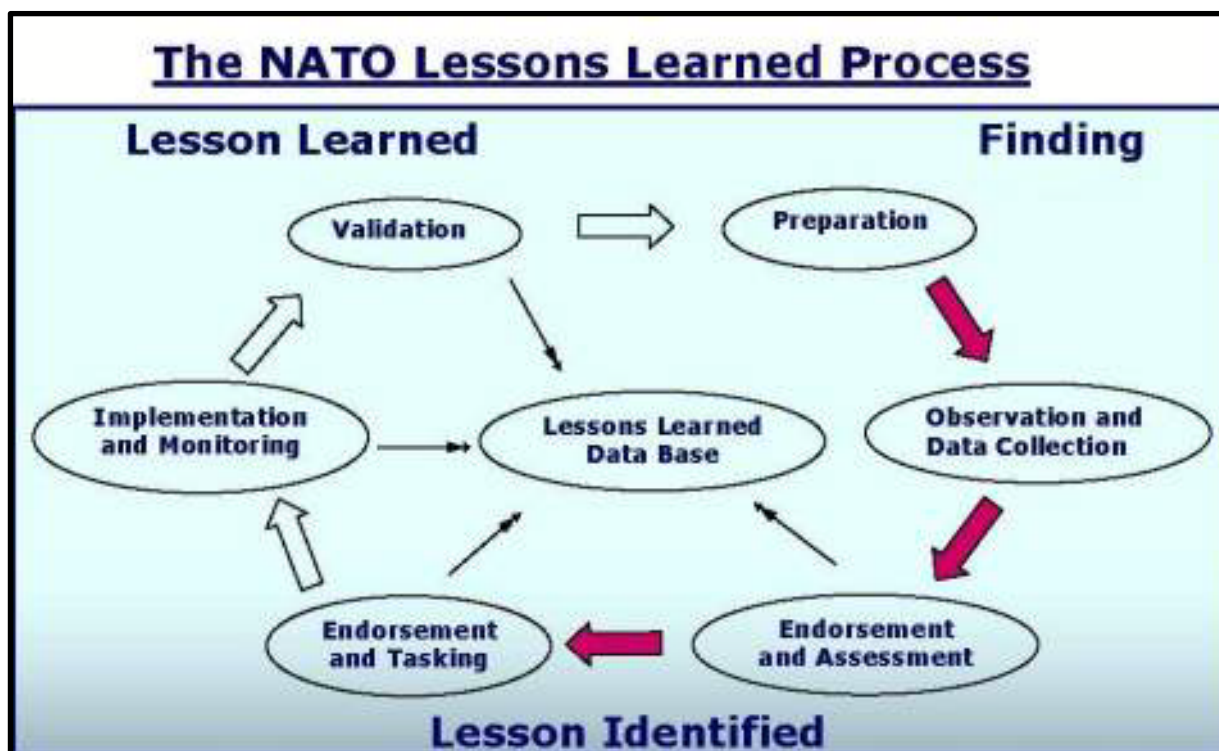 The NATO Lessons Learned Process
Lesson Learned
Finding
Validation
Preparation
Implementation
and Monitoring
Lessons Learned
Data Base
Observation and
Data Collection
Endorsement
and Tasking
Endorsement
and Assessment
Lesson Identified